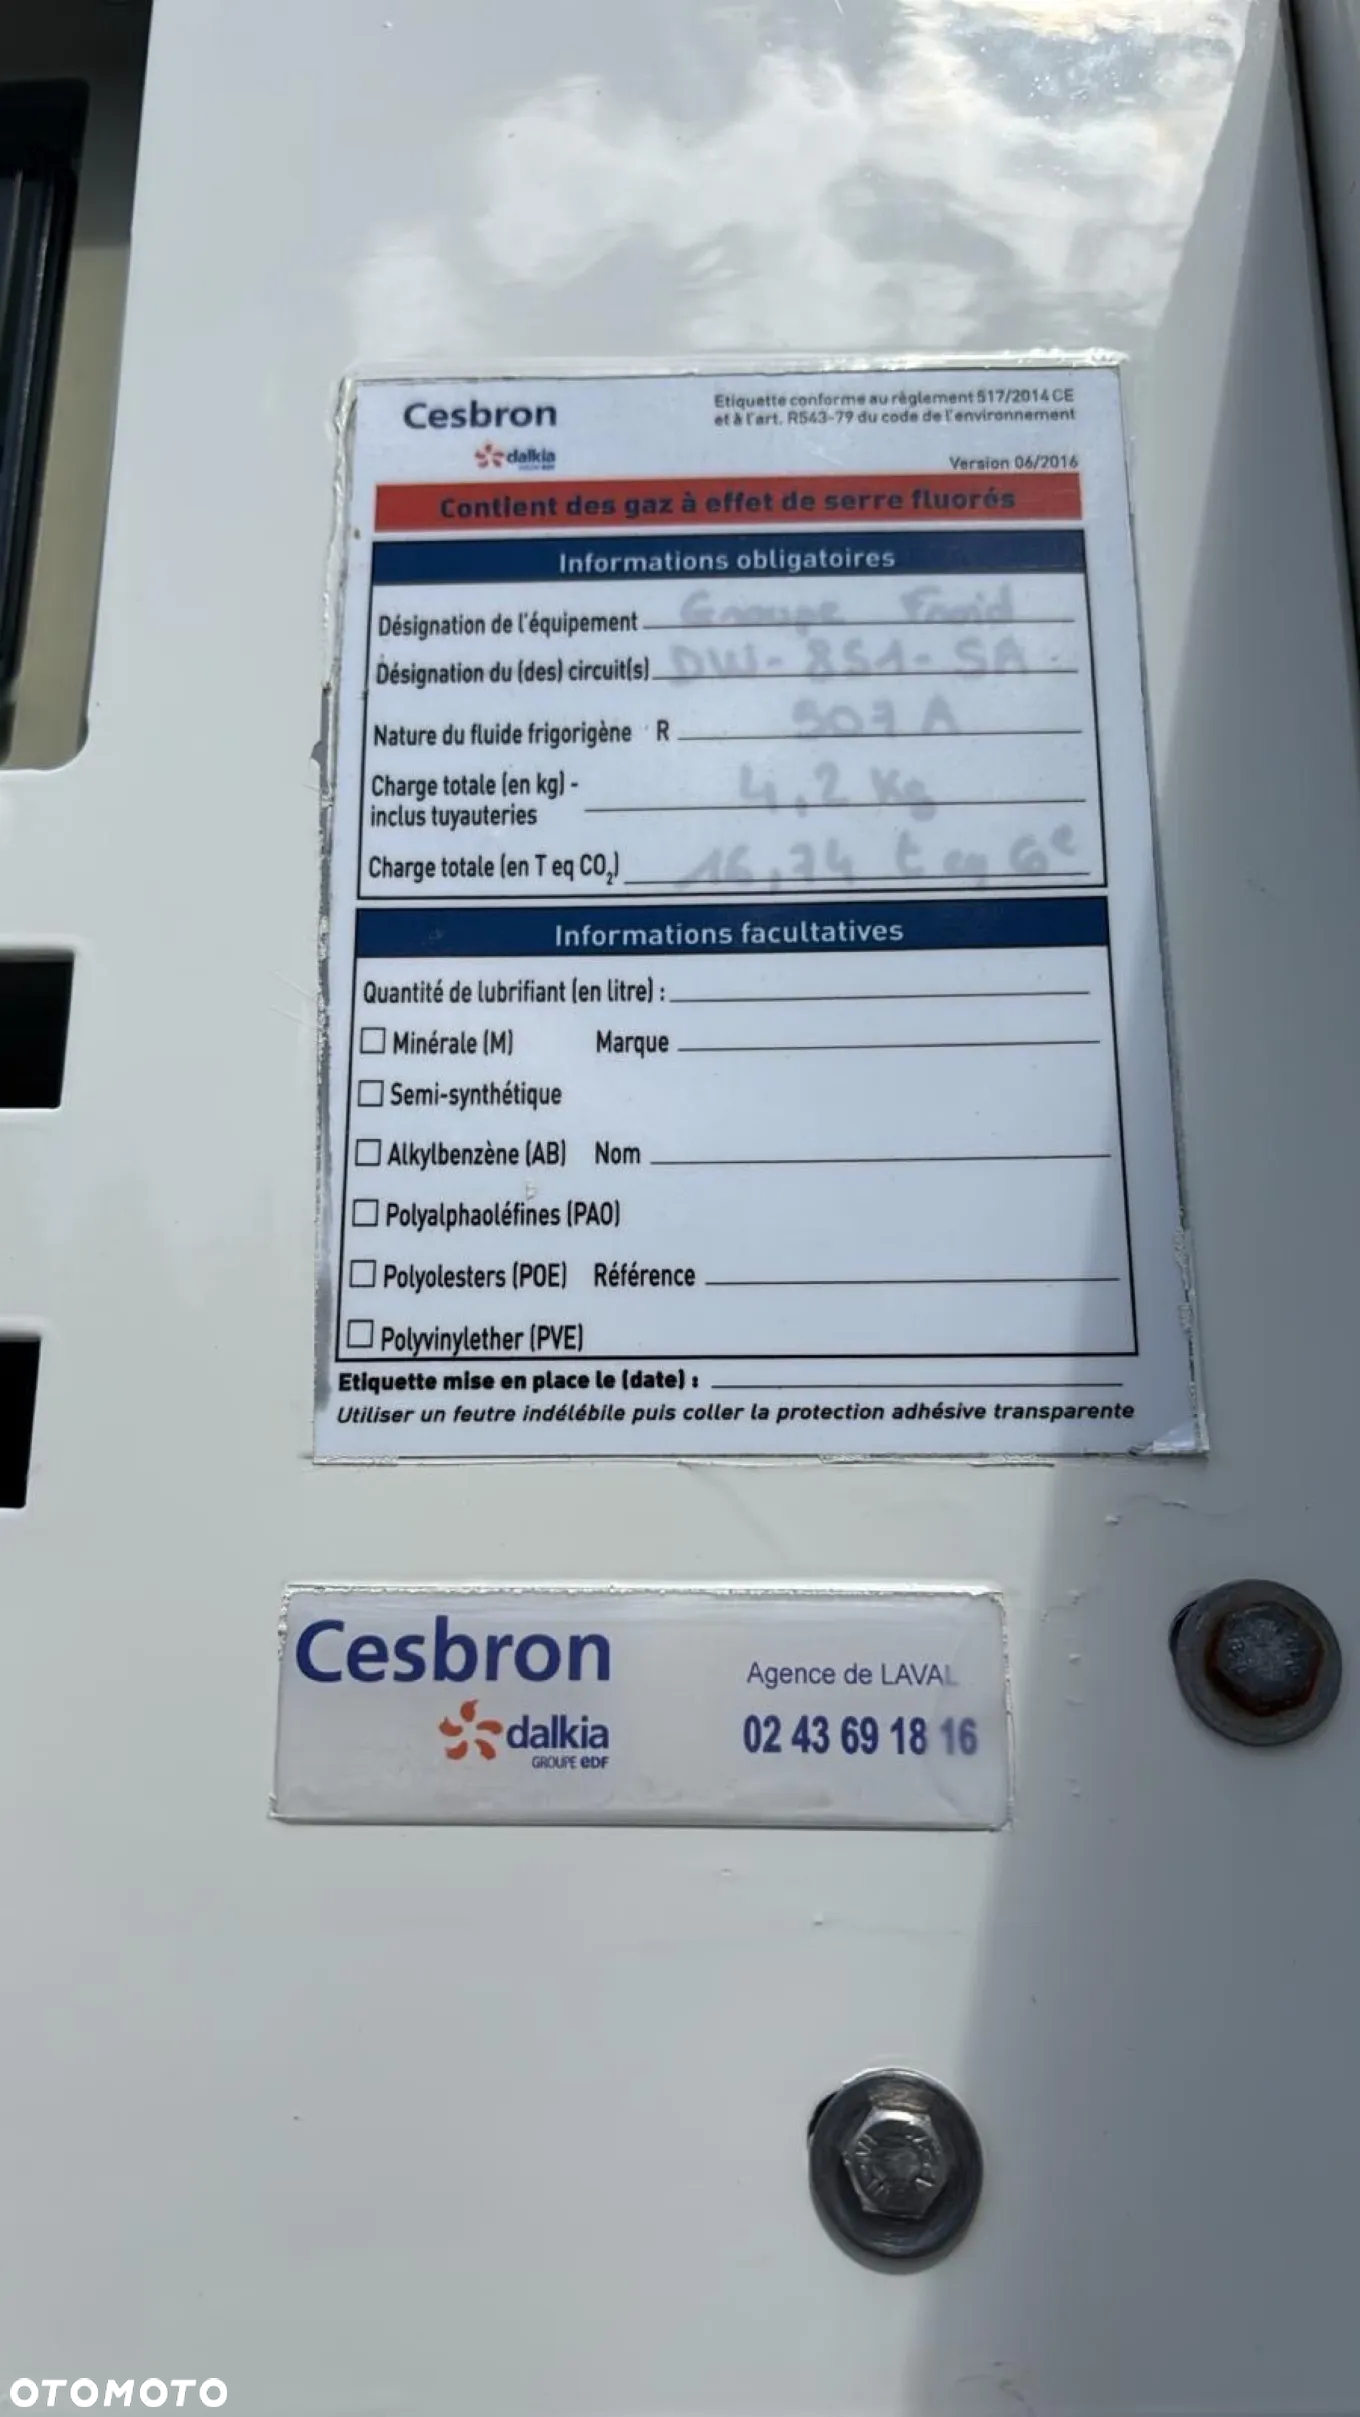 Cesbron
dalkia
Etiquette conforme au règlement 517/2014 CE
et à l'art. R543-79 du code de l'environnement
Version 06/2016
Contient des gaz à effet de serre fluorés
Informations obligatoires
Désignation de l'équipement Groupe Froid
Désignation du (des) circuit(s) DW-851-SA
Nature du fluide frigorigène R 507A
Charge totale (en kg) - 4,2 Kg
inclus tuyauteries
Charge totale (en T eq CO₂) 16,74 t eq
Informations facultatives
Quantité de lubrifiant (en litre) :
Minérale (M) Marque
Semi-synthétique
Alkylbenzène (AB) Nom
Polyalphaoléfines (PAO)
Polyolesters (POE) Référence
Polyvinylether (PVE)
Etiquette mise en place le (date) :
Utiliser un feutre indélébile puis coller la protection adhésive transparente
Cesbron
dalkia
GROUPE EDF
Agence de LAVAL
02 43 69 18 16
OTOMOTO